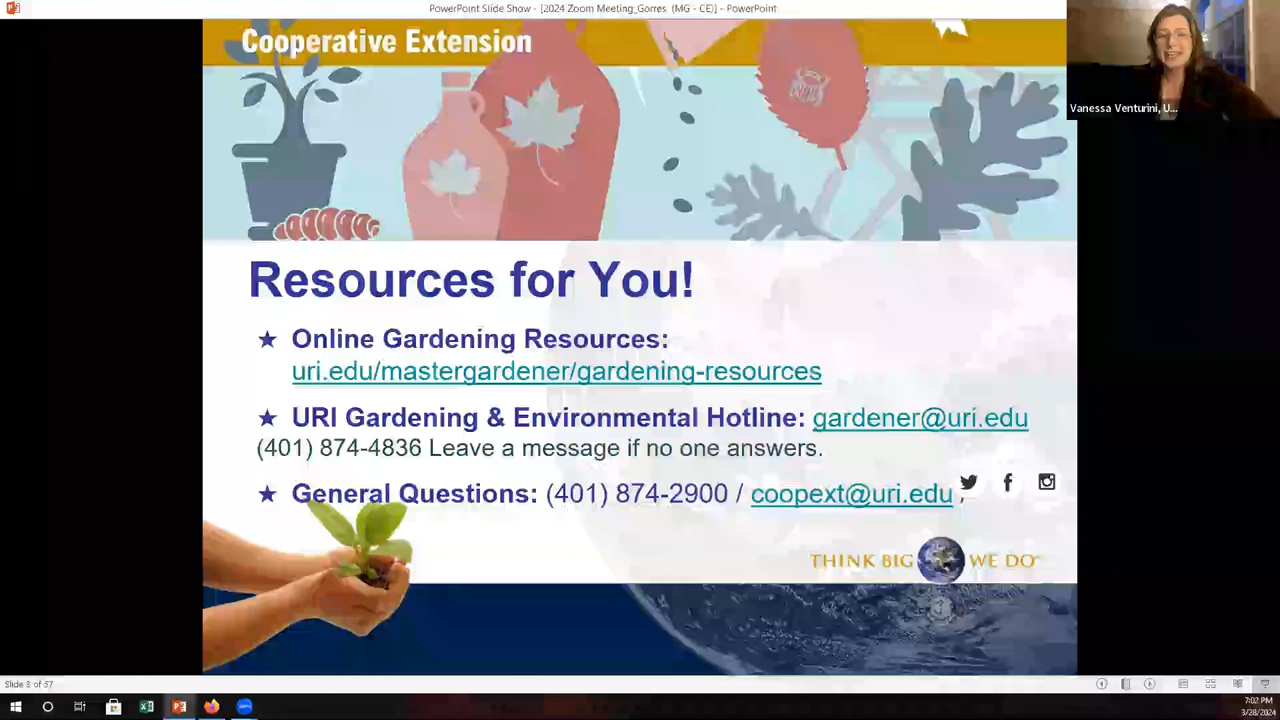 PowerPoint Slide Show - [2024 Zoom Meeting_Gorres (MG - CE)] - PowerPoint
Cooperative Extension
Vanessa Venturini, U...
Resources for You!
★ Online Gardening Resources:
uri.edu/mastergardener/gardening-resources
★ URI Gardening & Environmental Hotline: gardener@uri.edu
(401) 874-4836 Leave a message if no one answers.
★ General Questions: (401) 874-2900 / coopext@uri.edu ,
THINK BIG WE DO
Slide 3 of 57
7:02 PM
3/28/2024